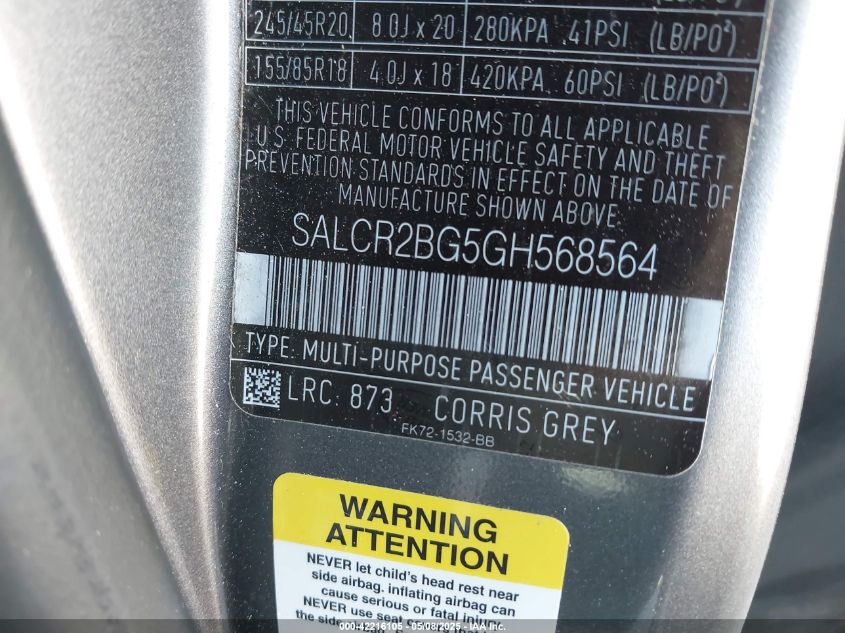 245/45R20 8.0J x 20 280KPA 41PSI (LB/PO²)
155/85R18 4.0J x 18 420KPA 60PSI (LB/PO²)
THIS VEHICLE CONFORMS TO ALL APPLICABLE
U.S. FEDERAL MOTOR VEHICLE SAFETY AND THEFT
PREVENTION STANDARDS IN EFFECT ON THE DATE OF
MANUFACTURE SHOWN ABOVE.
SALCR2BG5GH568564
TYPE: MULTI-PURPOSE PASSENGER VEHICLE
LRC: 873 CORRIS GREY
FK72-1532-BB
WARNING
ATTENTION
NEVER let child's head rest near
side airbag. inflating airbag can
cause serious or fatal injury.
NEVER use seat
the side
000-42216105 - 05/08/2025 - IAA, Inc.